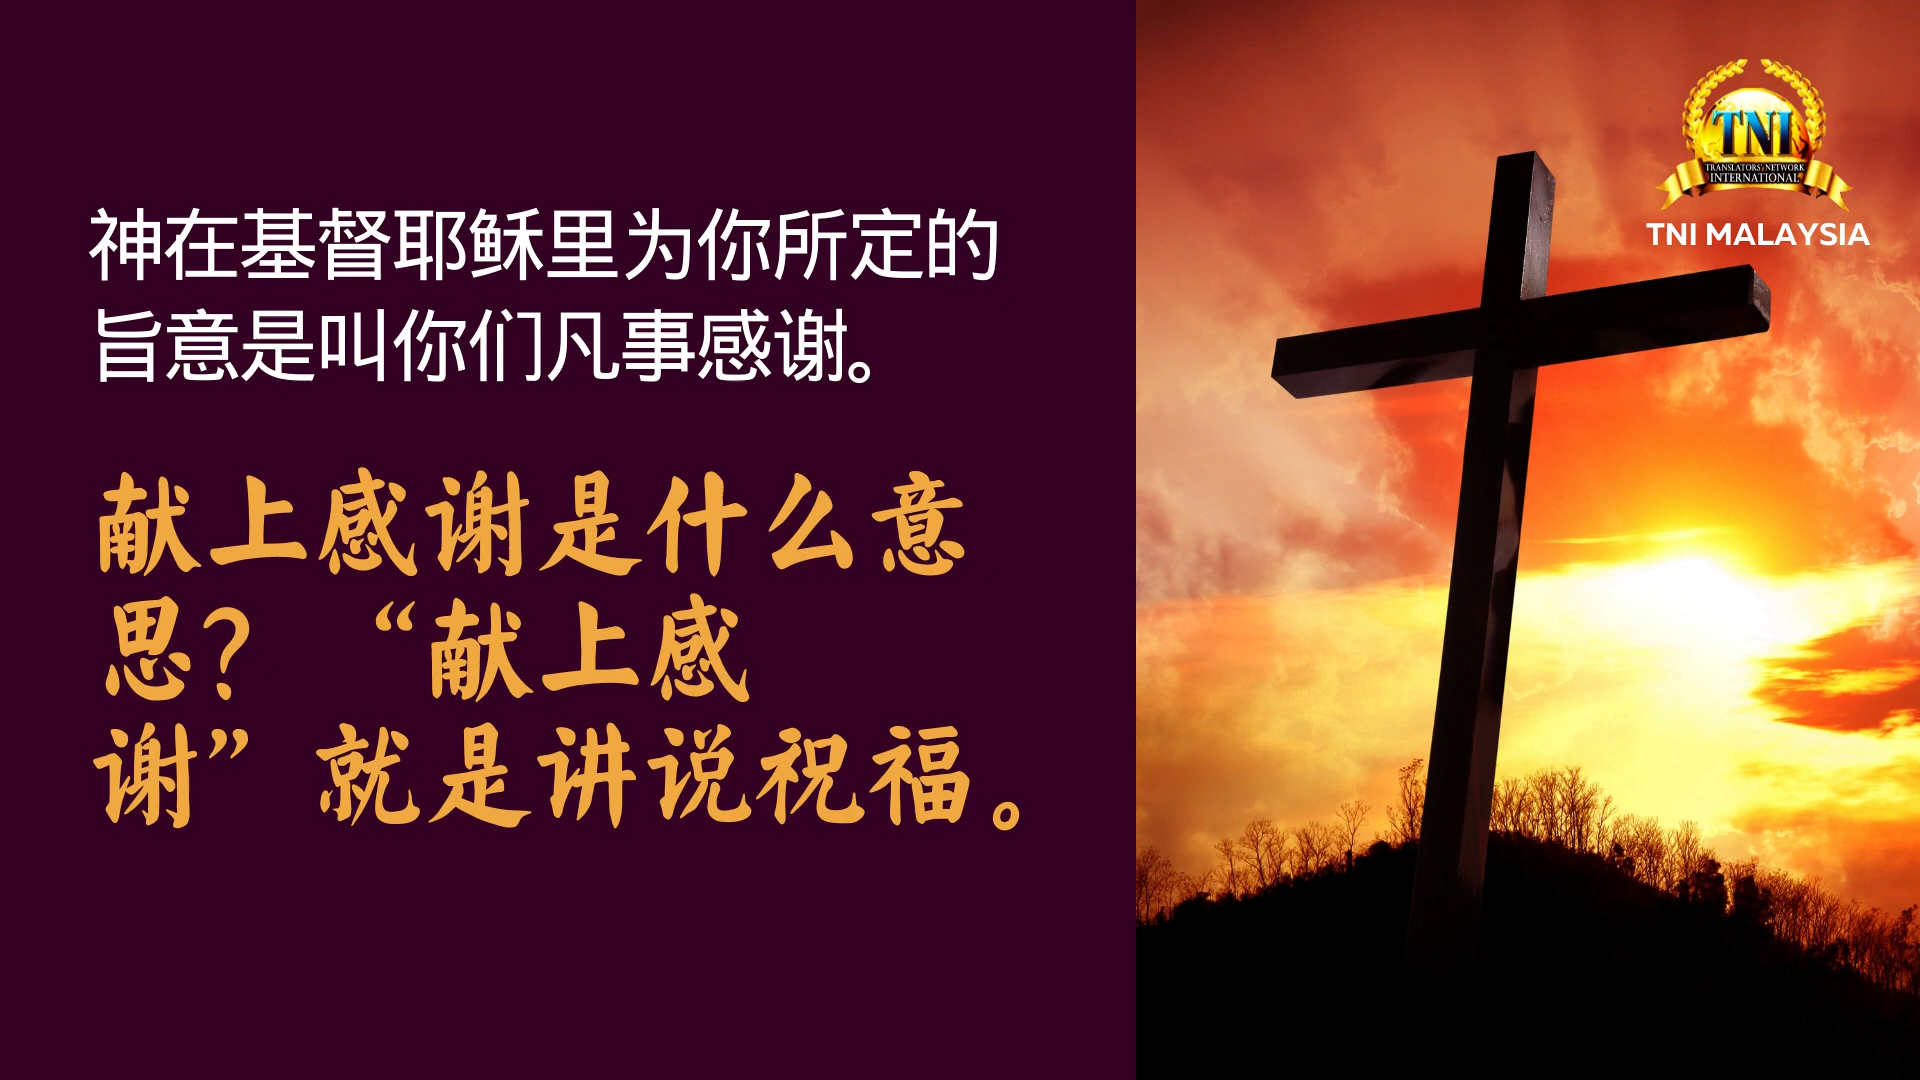 神在基督耶稣里为你所定的
旨意是叫你们凡事感谢。
献上感谢是什么意
思？ “献上感
谢”就是讲说祝福。
TNI
TRANSLATORS' NETWORK
INTERNATIONAL
TNI MALAYSIA